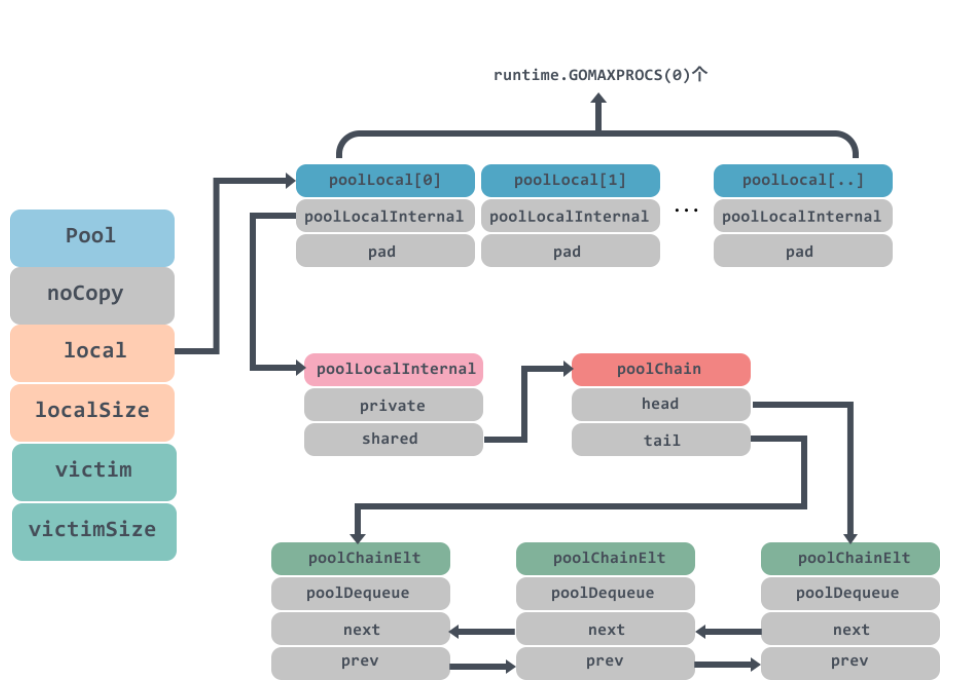 runtime.GOMAXPROCS(0)个
poolLocal[0]
poolLocal[1]
poolLocal[..]
poolLocalInternal
poolLocalInternal
...
poolLocalInternal
pad
pad
pad
Pool
noCopy
local
localSize
victim
victimSize
poolLocalInternal
private
shared
poolChain
head
tail
poolChainElt
poolChainElt
poolChainElt
poolDequeue
poolDequeue
poolDequeue
next
next
next
prev
prev
prev